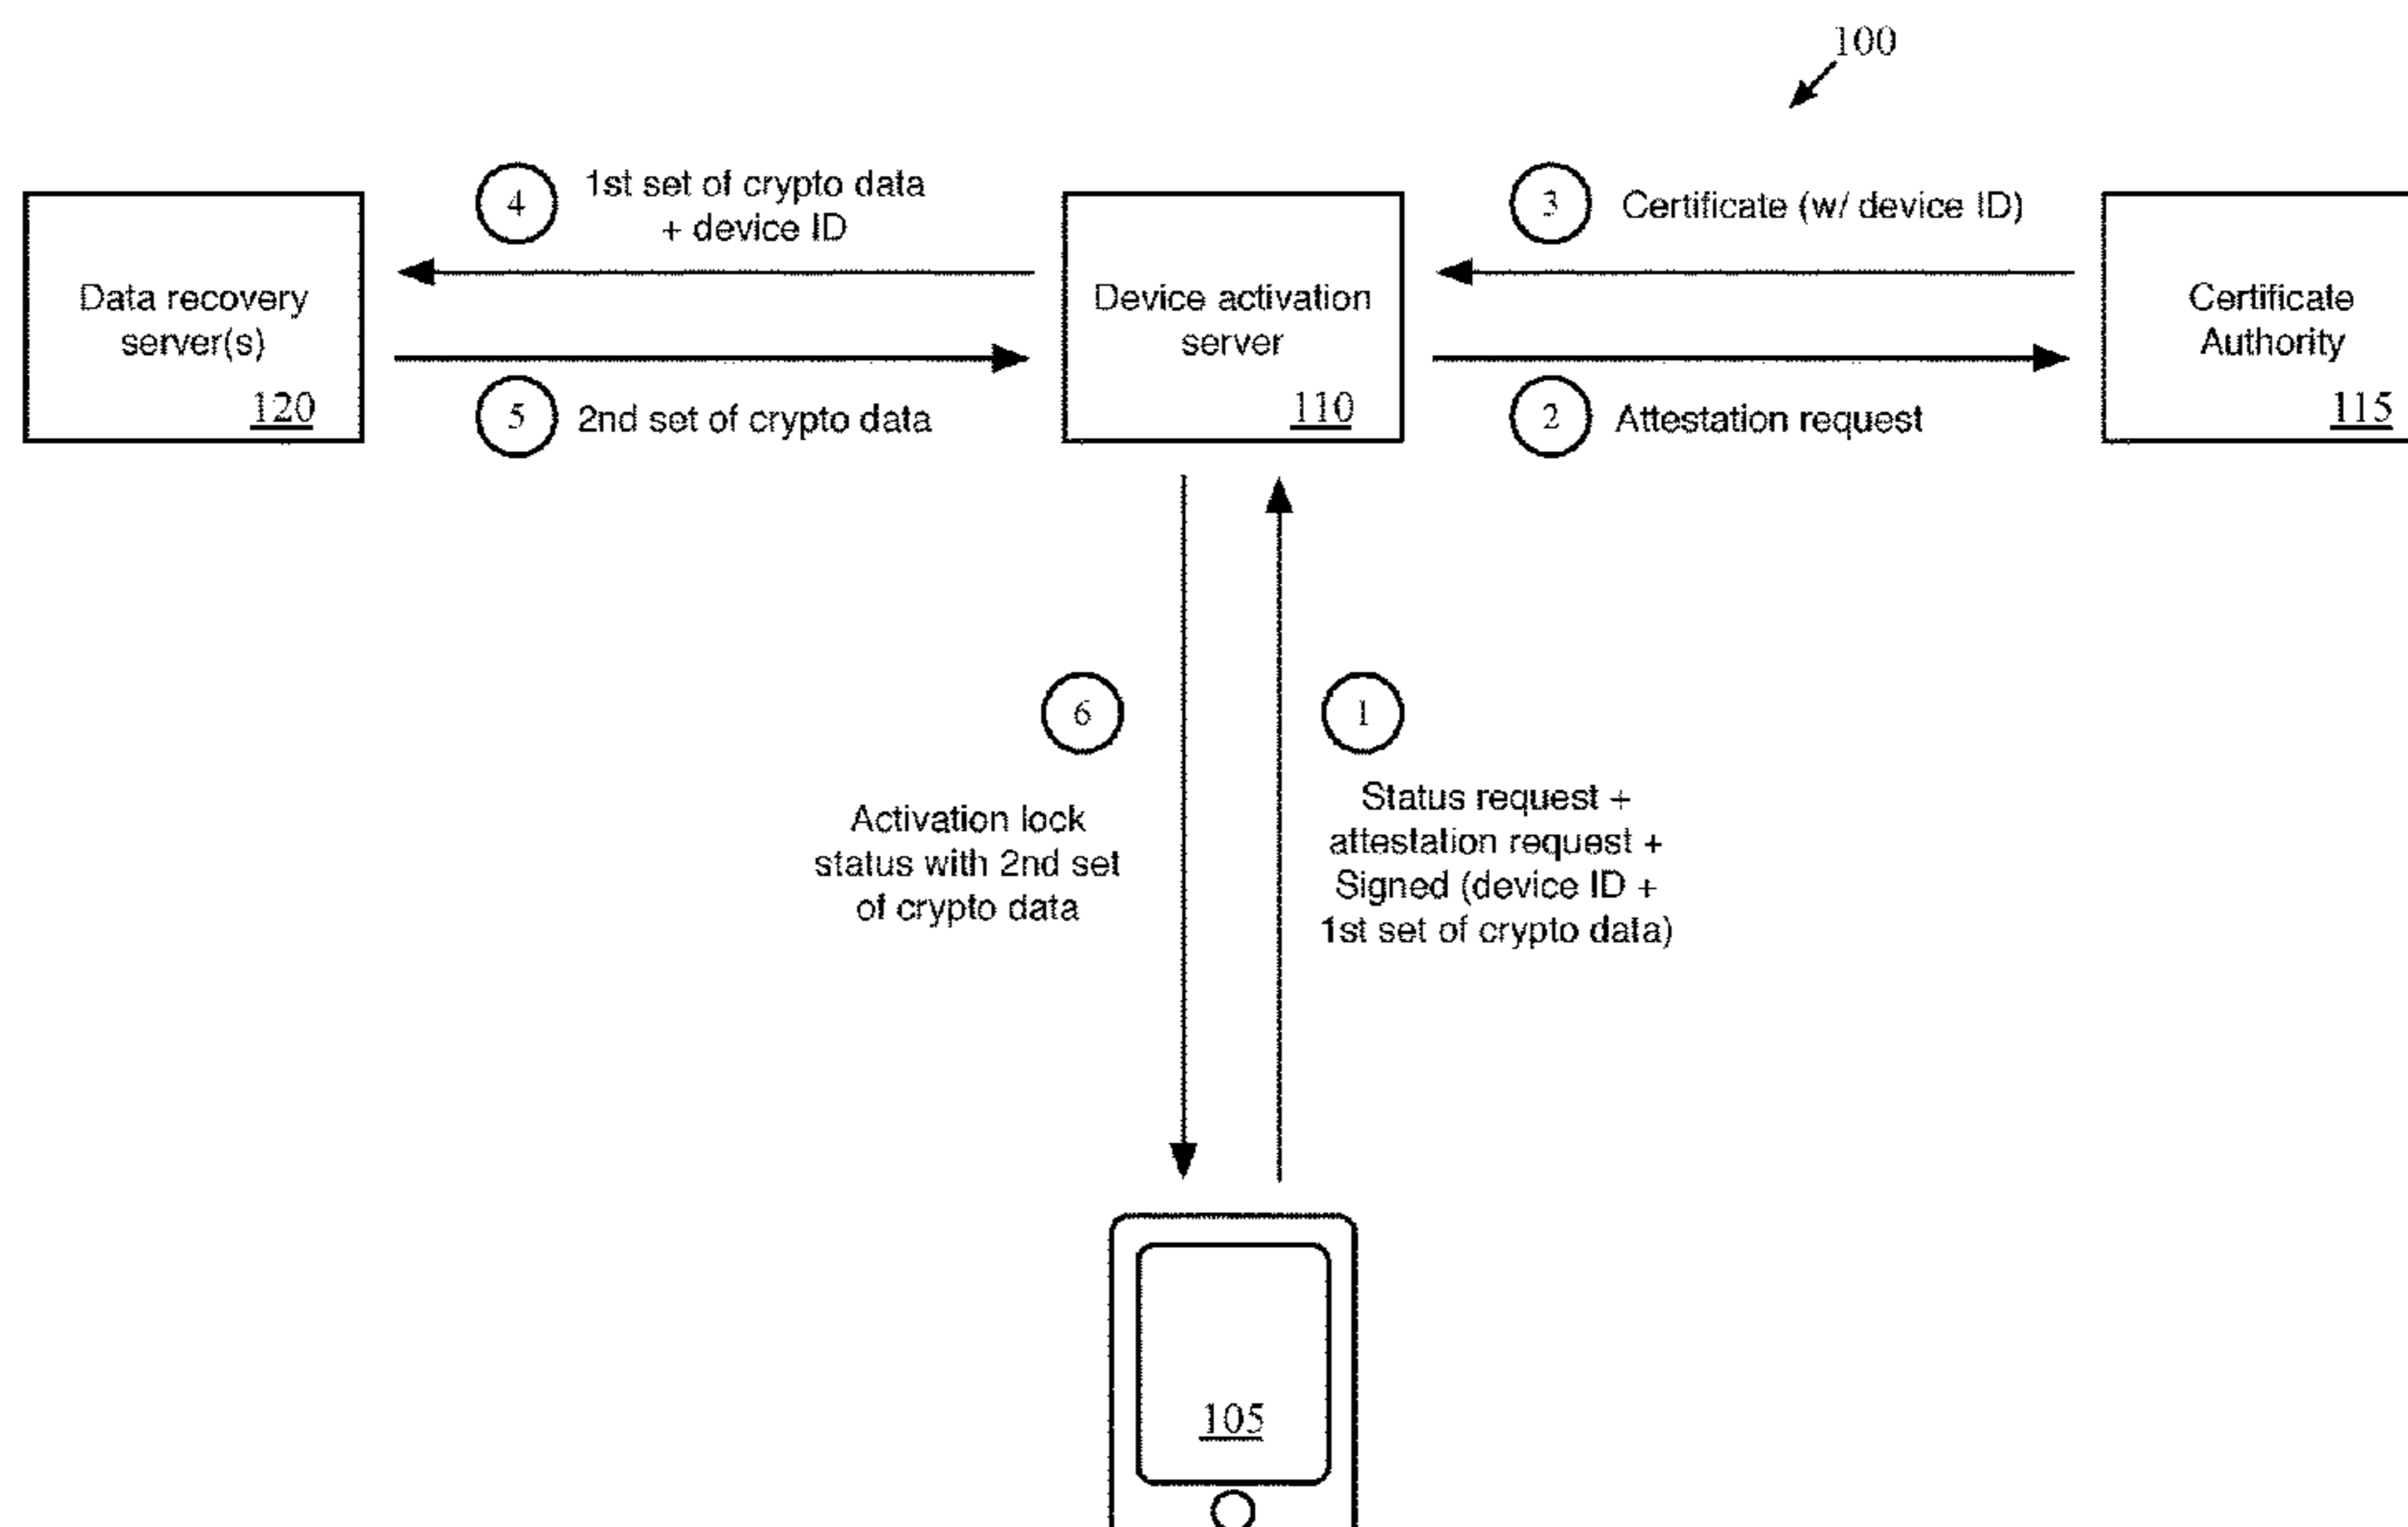 100
4
1st set of crypto data
+ device ID
3
Certificate (w/ device ID)
Data recovery
server(s)
120
Device activation
server
110
Certificate
Authority
115
5
2nd set of crypto data
2
Attestation request
6
Activation lock
status with 2nd set
of crypto data
1
Status request +
attestation request +
Signed (device ID +
1st set of crypto data)
105